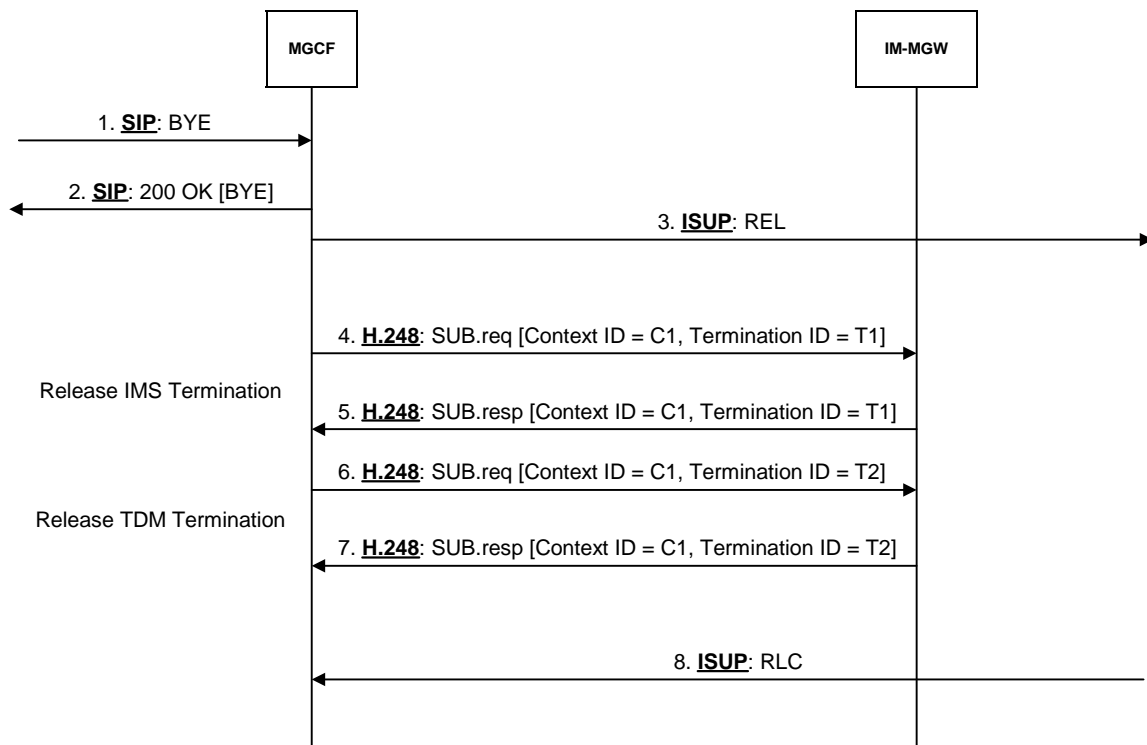 MGCF
IM-MGW
1. SIP: BYE
2. SIP: 200 OK [BYE]
3. ISUP: REL
4. H.248: SUB.req [Context ID = C1, Termination ID = T1]
Release IMS Termination
5. H.248: SUB.resp [Context ID = C1, Termination ID = T1]
6. H.248: SUB.req [Context ID = C1, Termination ID = T2]
Release TDM Termination
7. H.248: SUB.resp [Context ID = C1, Termination ID = T2]
8. ISUP: RLC